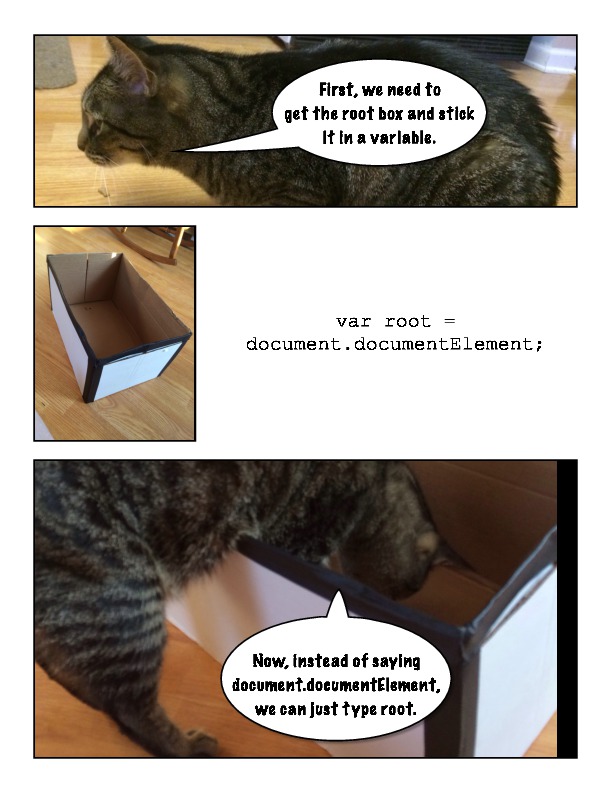 First, we need to
get the root box and stick
it in a variable.
var root =
document.documentElement;
Now, instead of saying
document.documentElement,
we can just type root.